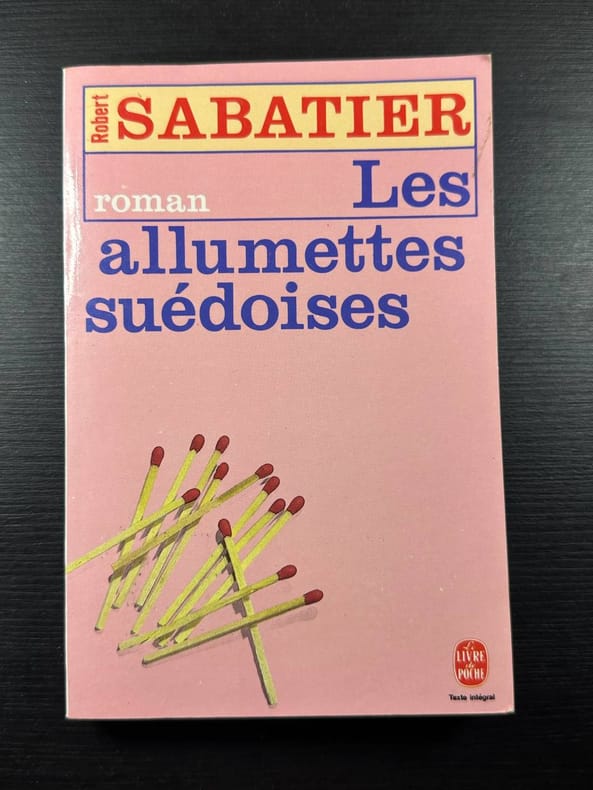 Robert
SABATIER
roman
Les
allumettes
suédoises
Le
LIVRE
de
POCHE
Texte intégral